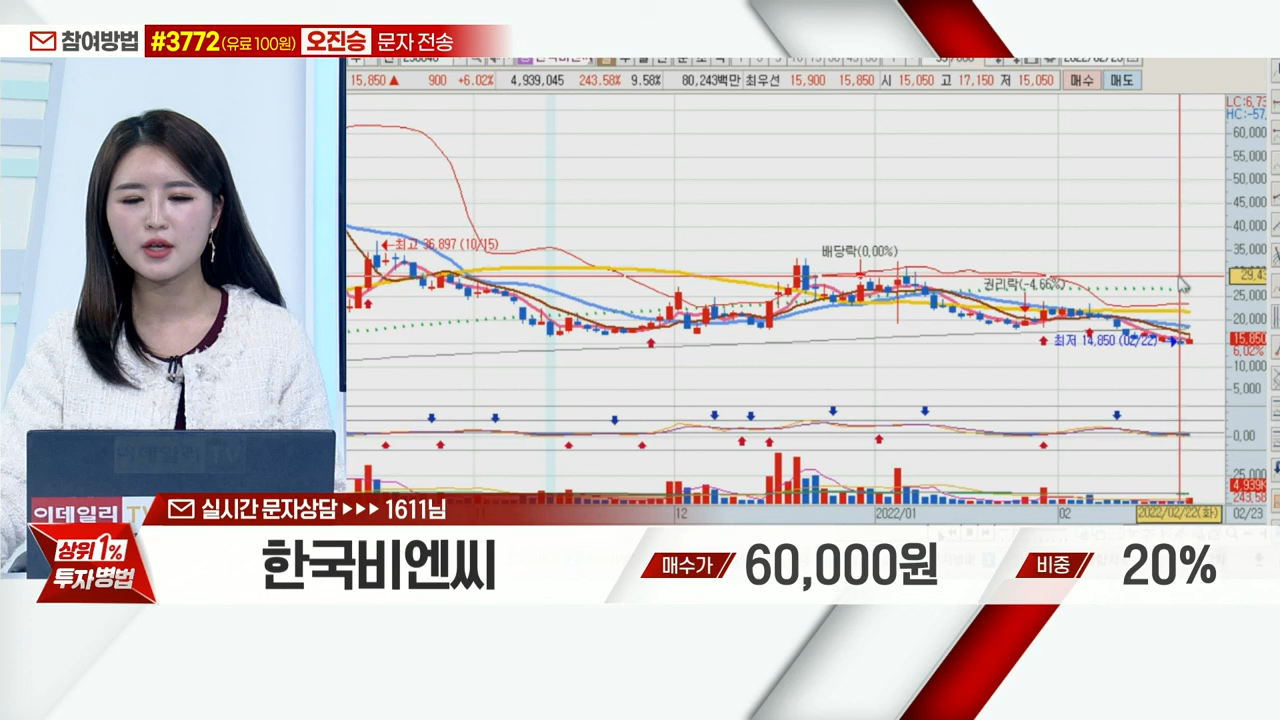 참여방법 #3772(유료 100원) 오진승 문자 전송
15,850 ▲ 900 +6.02% 4,939,045 243.58% 9.58% 80,243백만 최우선 15,900 15,850 시 15,050 고 17,150 저 15,050 매수 매도
60,000
55,000
50,000
45,000
40,000
35,000
25,000
20,000
15,850
6.02%
10,000
5,000
0,00
25,000
최고 36,897 (10/15)
배당락(0,00%)
권리락(-4,66%)
최저 14,850 (02/22)
12 2022/01 02 2022/02/22(화) 02/23
이데일리 TV
이데일리 TV
실시간 문자상담 ▸▸▸ 1611님
상위 1% 투자병법
한국비엔씨 매수가 60,000원 비중 20%